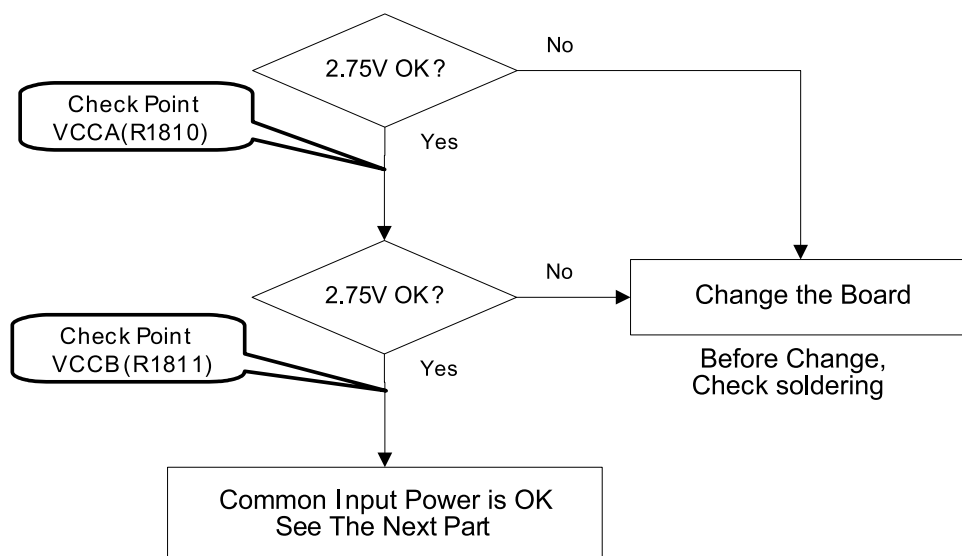 2.75V OK?
No
Check Point
VCCA(R1810)
Yes
2.75V OK?
No
Change the Board
Check Point
VCCB(R1811)
Yes
Before Change,
Check soldering
Common Input Power is OK
See The Next Part